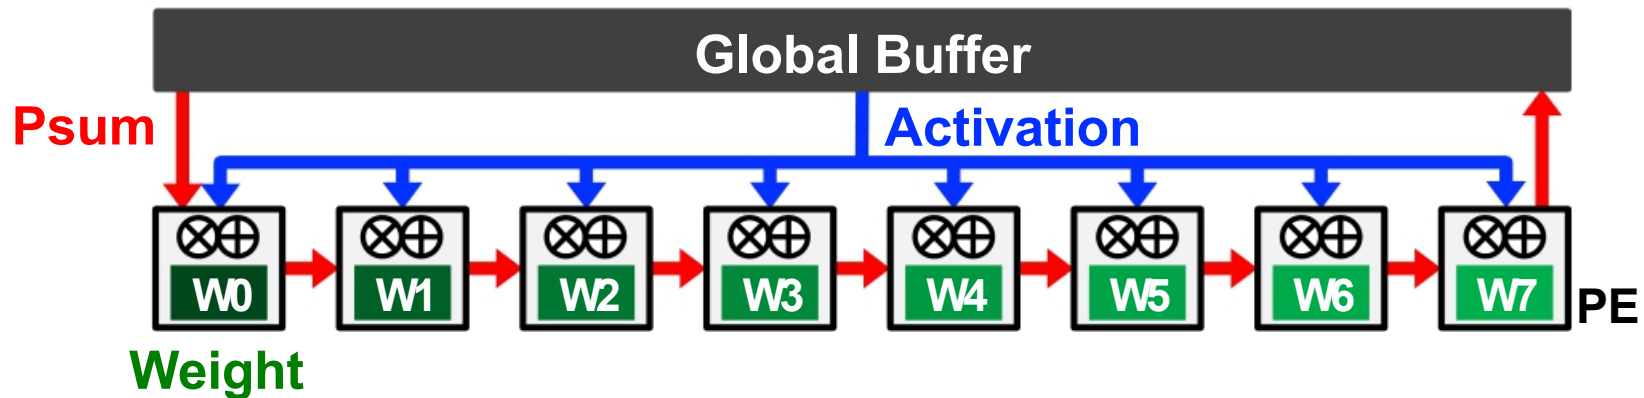 Global Buffer
Psum
Activation
W0 W1 W2 W3 W4 W5 W6 W7
PE
Weight